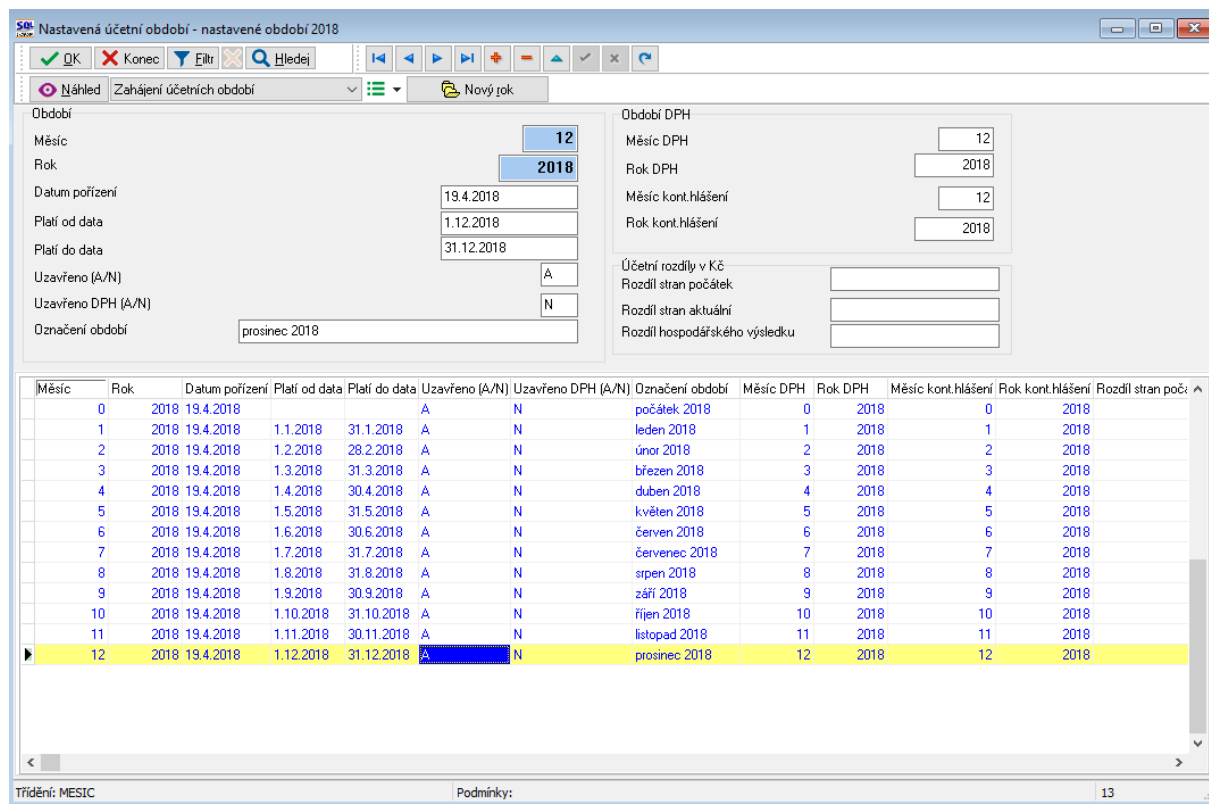 Nastavená účetní období - nastavené období 2018
OK Konec Filtr Hledej
Náhled Zahájení účetních období Nový rok
Období
Měsíc 12
Rok 2018
Datum pořízení 19.4.2018
Platí od data 1.12.2018
Platí do data 31.12.2018
Uzavřeno (A/N) A
Uzavřeno DPH (A/N) N
Označení období prosinec 2018
Období DPH
Měsíc DPH 12
Rok DPH 2018
Měsíc kont.hlášení 12
Rok kont.hlášení 2018
Účetní rozdíly v Kč
Rozdíl stran počátek
Rozdíl stran aktuální
Rozdíl hospodářského výsledku
Měsíc Rok Datum pořízení Platí od data Platí do data Uzavřeno (A/N) Uzavřeno DPH (A/N) Označení období Měsíc DPH Rok DPH Měsíc kont.hlášení Rok kont.hlášení Rozdíl stran poč
0 2018 19.4.2018 A N počátek 2018 0 2018 0 2018
1 2018 19.4.2018 1.1.2018 31.1.2018 A N leden 2018 1 2018 1 2018
2 2018 19.4.2018 1.2.2018 28.2.2018 A N únor 2018 2 2018 2 2018
3 2018 19.4.2018 1.3.2018 31.3.2018 A N březen 2018 3 2018 3 2018
4 2018 19.4.2018 1.4.2018 30.4.2018 A N duben 2018 4 2018 4 2018
5 2018 19.4.2018 1.5.2018 31.5.2018 A N květen 2018 5 2018 5 2018
6 2018 19.4.2018 1.6.2018 30.6.2018 A N červen 2018 6 2018 6 2018
7 2018 19.4.2018 1.7.2018 31.7.2018 A N červenec 2018 7 2018 7 2018
8 2018 19.4.2018 1.8.2018 31.8.2018 A N srpen 2018 8 2018 8 2018
9 2018 19.4.2018 1.9.2018 30.9.2018 A N září 2018 9 2018 9 2018
10 2018 19.4.2018 1.10.2018 31.10.2018 A N říjen 2018 10 2018 10 2018
11 2018 19.4.2018 1.11.2018 30.11.2018 A N listopad 2018 11 2018 11 2018
12 2018 19.4.2018 1.12.2018 31.12.2018 A N prosinec 2018 12 2018 12 2018
Třídění: MESIC Podmínky: 13